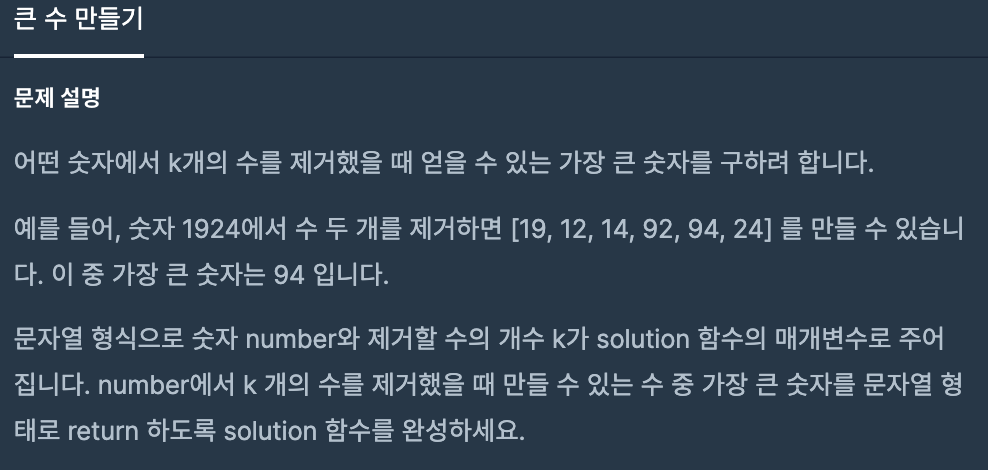 큰 수 만들기
문제 설명
어떤 숫자에서 k개의 수를 제거했을 때 얻을 수 있는 가장 큰 숫자를 구하려 합니다.
예를 들어, 숫자 1924에서 수 두 개를 제거하면 [19, 12, 14, 92, 94, 24] 를 만들 수 있습니
다. 이 중 가장 큰 숫자는 94 입니다.
문자열 형식으로 숫자 number와 제거할 수의 개수 k가 solution 함수의 매개변수로 주어
집니다. number에서 k 개의 수를 제거했을 때 만들 수 있는 수 중 가장 큰 숫자를 문자열 형
태로 return 하도록 solution 함수를 완성하세요.